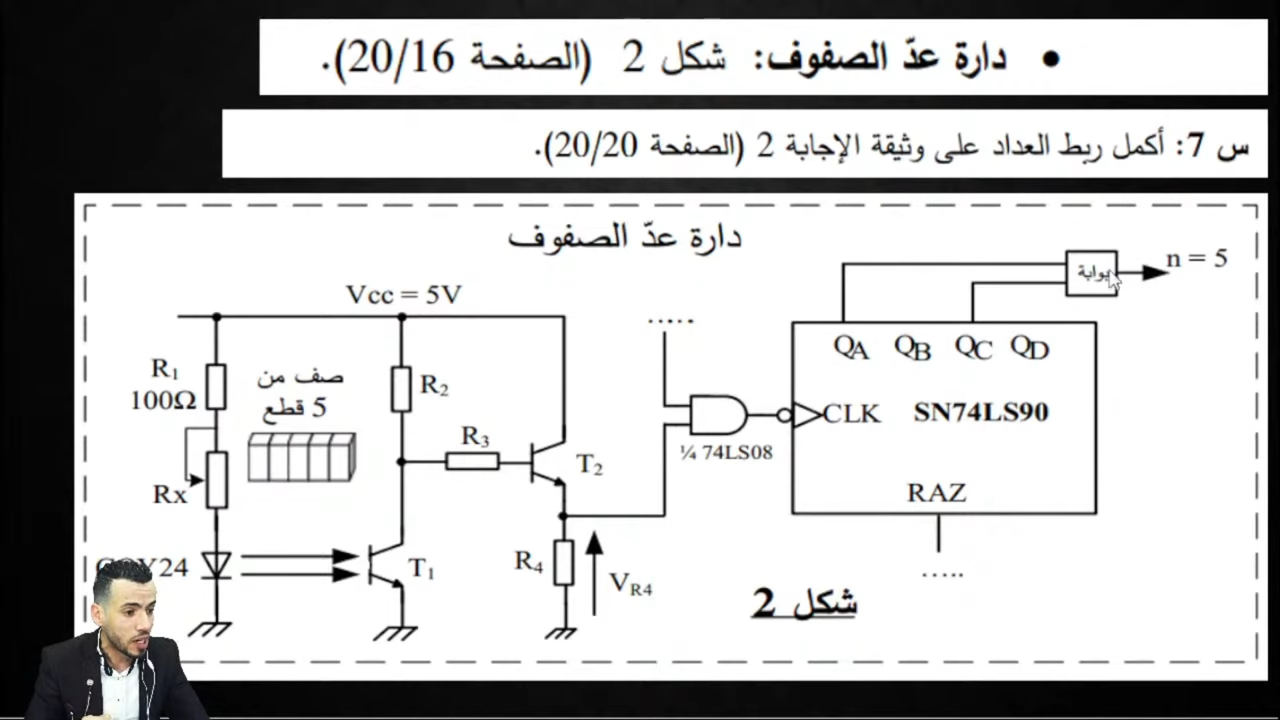 • دارة عدّ الصفوف: شكل 2 (الصفحة 20/16).
س 7: أكمل ربط العداد على وثيقة الإجابة 2 (الصفحة 20/20).
دارة عدّ الصفوف
n = 5
بوابة
Vcc = 5V
.....
QA QB QC QD
R1
100Ω
صف من
5 قطع
R2
CLK SN74LS90
R3
¼ 74LS08
T2
Rx
RAZ
T1
R4
VR4
.....
شكل 2